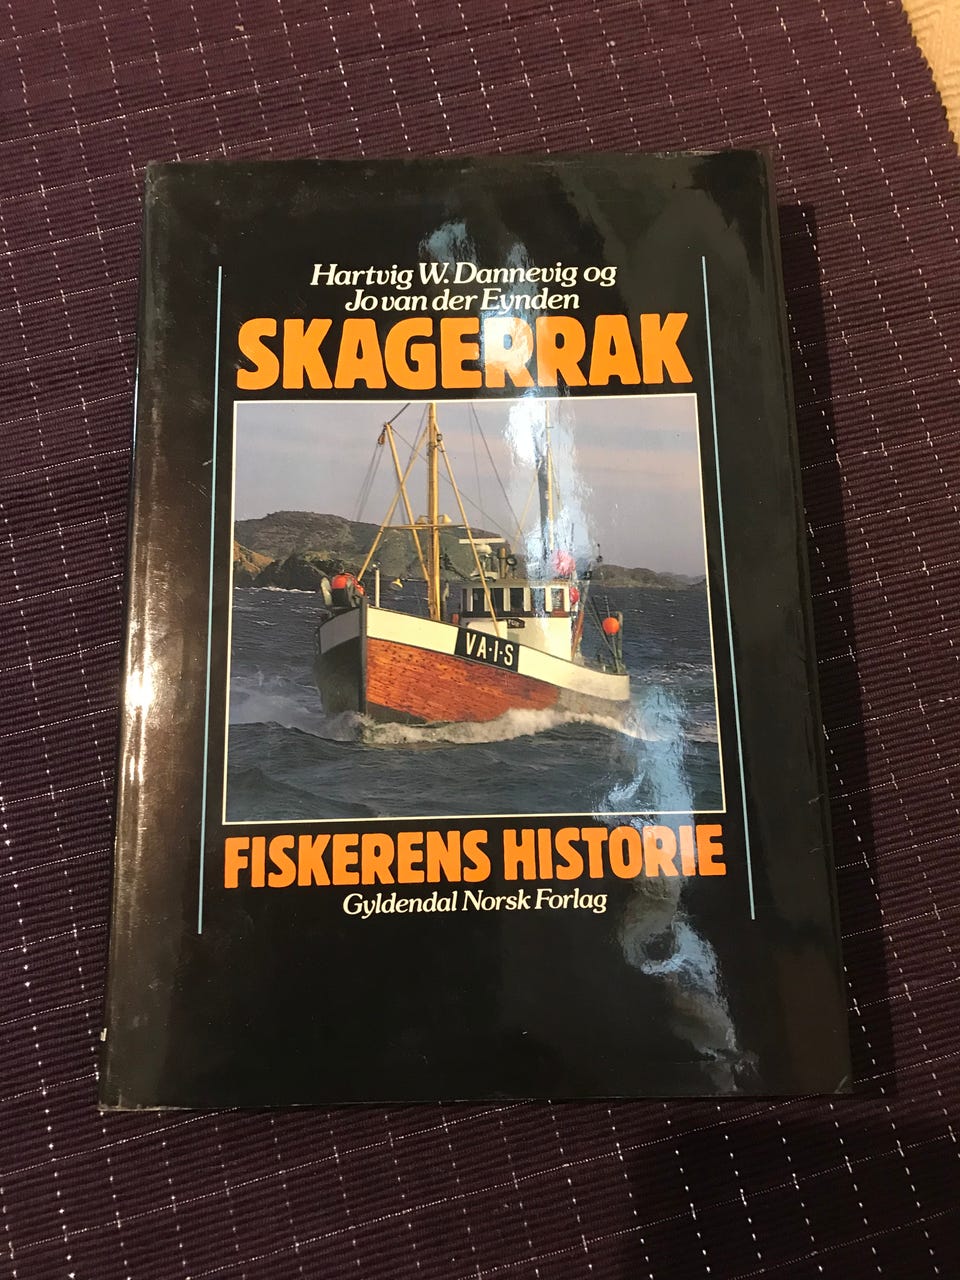 Hartvig W. Dannevig og
Jo van der Eynden
SKAGERRAK
VA·I·S
FISKERENS HISTORIE
Gyldendal Norsk Forlag